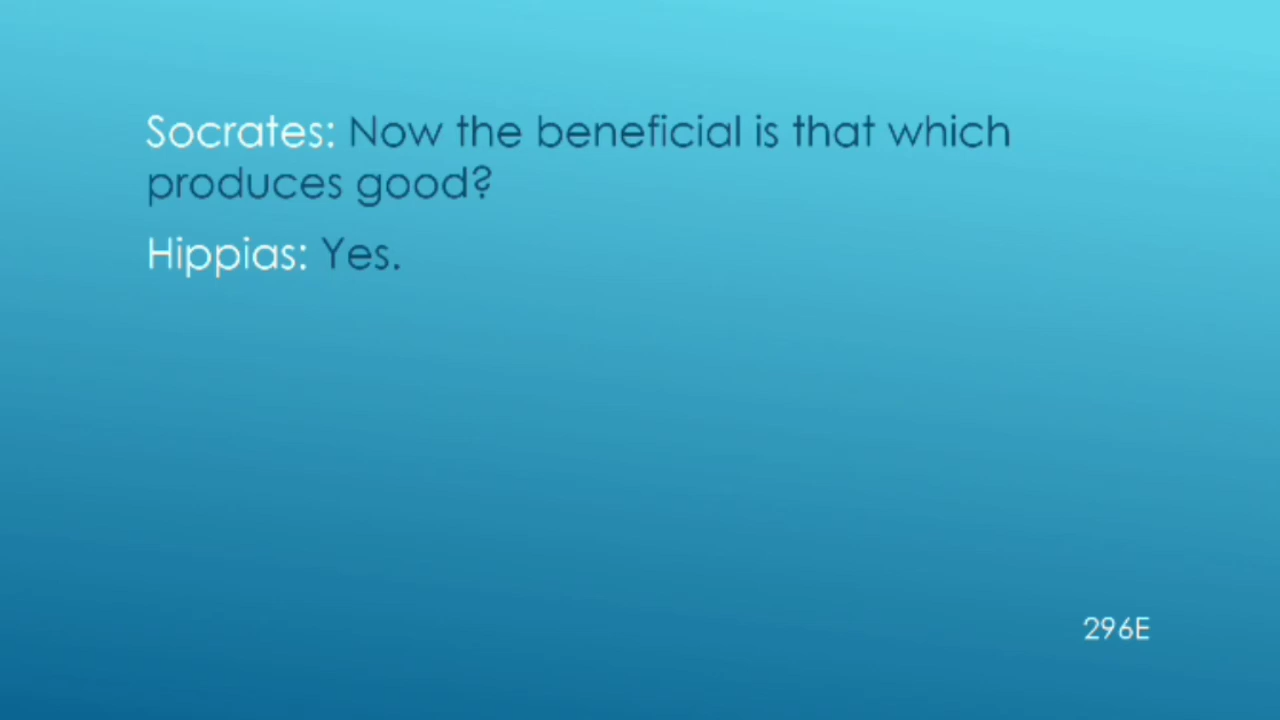 Socrates: Now the beneficial is that which
produces good?
Hippias: Yes.
296E